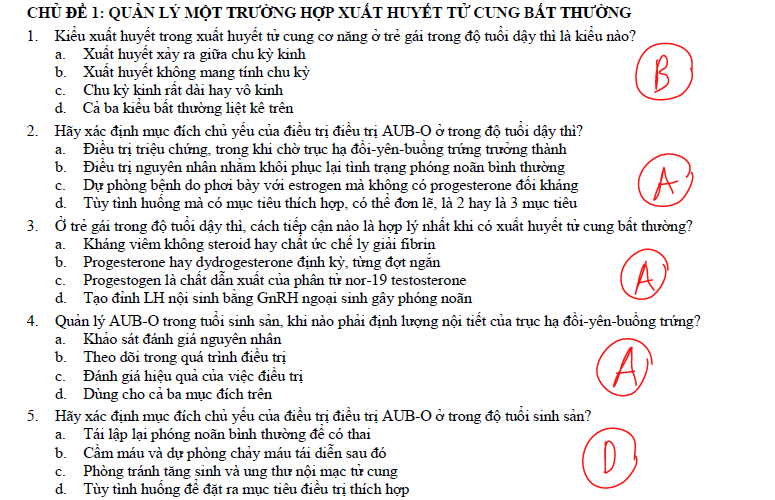 CHỦ ĐỀ 1: QUẢN LÝ MỘT TRƯỜNG HỢP XUẤT HUYẾT TỬ CUNG BẤT THƯỜNG
1. Kiểu xuất huyết trong xuất huyết tử cung cơ năng ở trẻ gái trong độ tuổi dậy thì là kiểu nào?
a. Xuất huyết xảy ra giữa chu kỳ kinh
b. Xuất huyết không mang tính chu kỳ
c. Chu kỳ kinh rất dài hay vô kinh
d. Cả ba kiểu bất thường liệt kê trên
B
2. Hãy xác định mục đích chủ yếu của điều trị điều trị AUB-O ở trong độ tuổi dậy thì?
a. Điều trị triệu chứng, trong khi chờ trục hạ đồi-yên-buồng trứng trưởng thành
b. Điều trị nguyên nhân nhằm khôi phục lại tình trạng phóng noãn bình thường
c. Dự phòng bệnh do phơi bày với estrogen mà không có progesterone đối kháng
d. Tùy tình huống mà có mục tiêu thích hợp, có thể đơn lẽ, là 2 hay là 3 mục tiêu
A
3. Ở trẻ gái trong độ tuổi dậy thì, cách tiếp cận nào là hợp lý nhất khi có xuất huyết tử cung bất thường?
a. Kháng viêm không steroid hay chất ức chế ly giải fibrin
b. Progesterone hay dydrogesterone định kỳ, từng đợt ngắn
c. Progestogen là chất dẫn xuất của phân tử nor-19 testosterone
d. Tạo đỉnh LH nội sinh bằng GnRH ngoại sinh gây phóng noãn
A
4. Quản lý AUB-O trong tuổi sinh sản, khi nào phải định lượng nội tiết của trục hạ đồi-yên-buồng trứng?
a. Khảo sát đánh giá nguyên nhân
b. Theo dõi trong quá trình điều trị
c. Đánh giá hiệu quả của việc điều trị
d. Dùng cho cả ba mục đích trên
A
5. Hãy xác định mục đích chủ yếu của điều trị điều trị AUB-O ở trong độ tuổi sinh sản?
a. Tái lập lại phóng noãn bình thường để có thai
b. Cầm máu và dự phòng chảy máu tái diễn sau đó
c. Phòng tránh tăng sinh và ung thư nội mạc tử cung
d. Tùy tình huống để đặt ra mục tiêu điều trị thích hợp
D